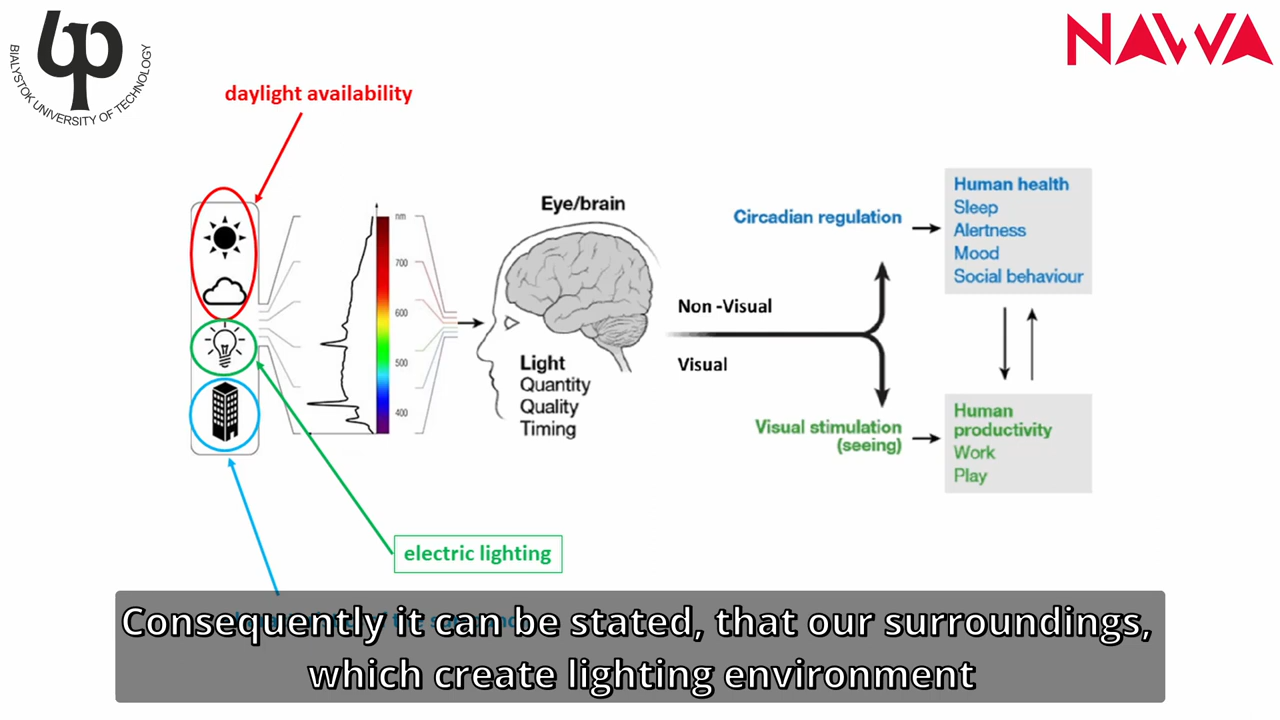 BIALYSTOK UNIVERSITY OF TECHNOLOGY
NAWA
daylight availability
nm
700
600
500
400
Eye/brain
Light
Quantity
Quality
Timing
Non -Visual
Visual
Circadian regulation
Visual stimulation
(seeing)
Human health
Sleep
Alertness
Mood
Social behaviour
Human
productivity
Work
Play
electric lighting
Consequently it can be stated, that our surroundings,
which create lighting environment